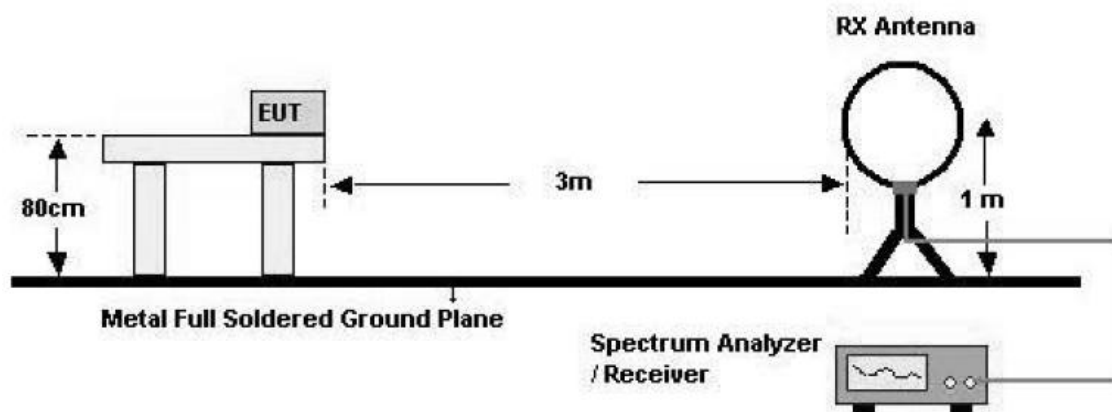 RX Antenna
EUT
80cm
3m
1 m
Metal Full Soldered Ground Plane
Spectrum Analyzer
/ Receiver